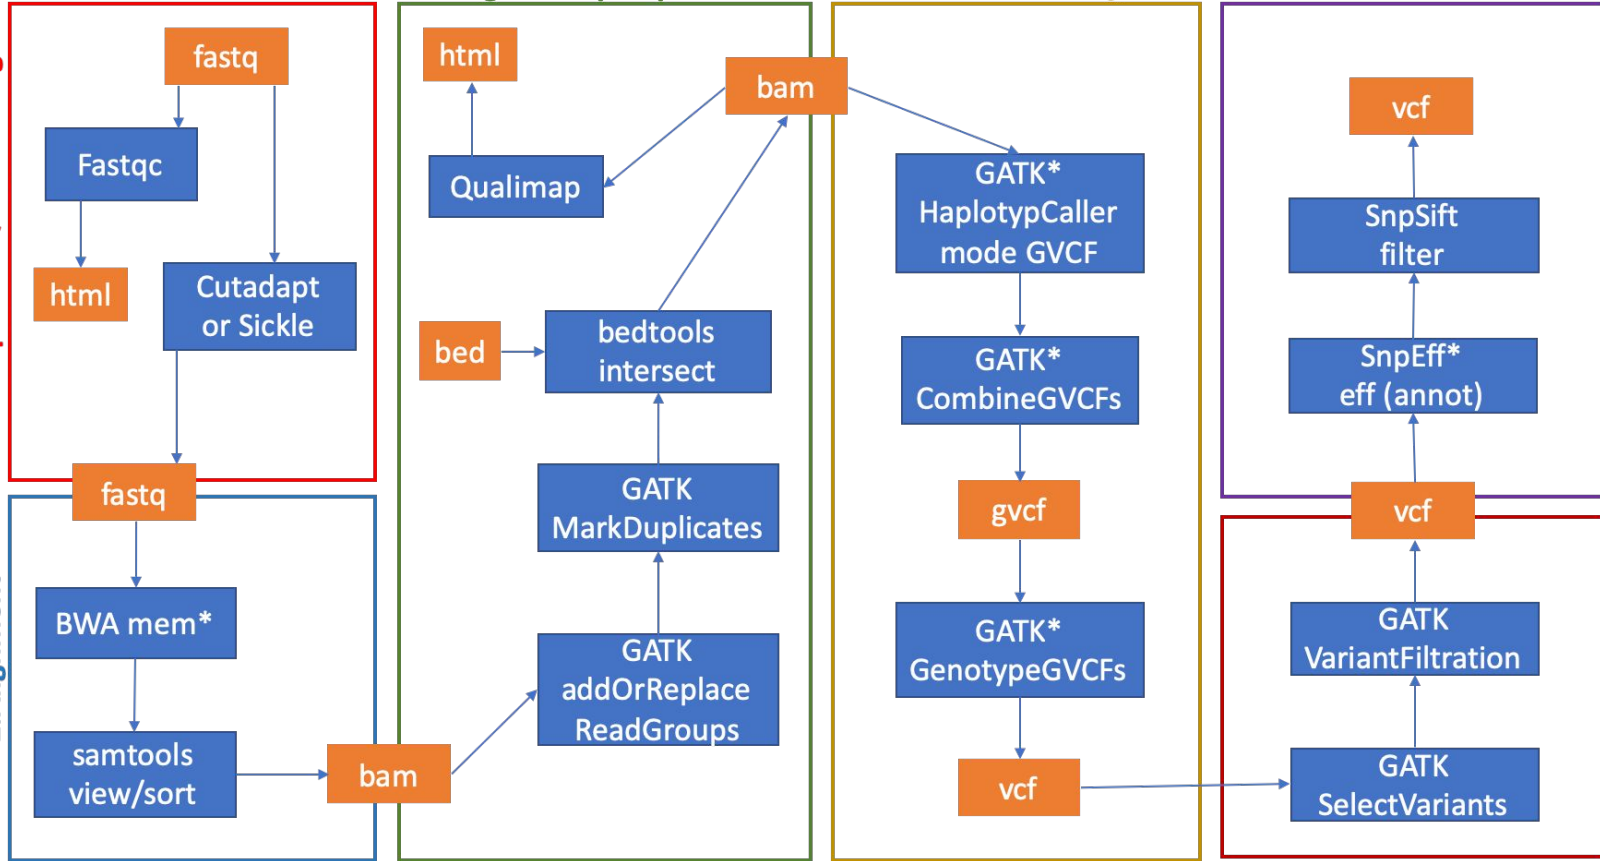 fastq
Fastqc
html
Cutadapt
or Sickle
fastq
BWA mem*
samtools
view/sort
bam
html
Qualimap
bam
bed
bedtools
intersect
GATK
MarkDuplicates
GATK
addOrReplace
ReadGroups
GATK*
HaplotypCaller
mode GVCF
GATK*
CombineGVCFs
gvcf
GATK*
GenotypeGVCFs
vcf
vcf
SnpSift
filter
SnpEff*
eff (annot)
vcf
GATK
VariantFiltration
GATK
SelectVariants